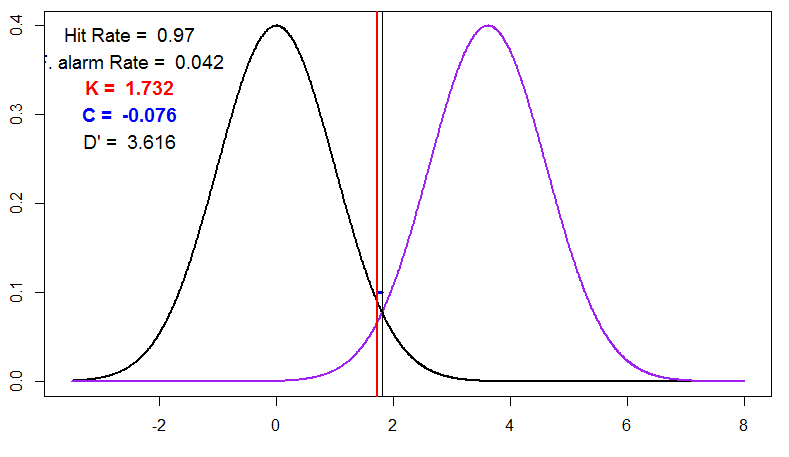 Hit Rate = 0.97
F. alarm Rate = 0.042
K = 1.732
C = -0.076
D' = 3.616
0.4
0.3
0.2
0.1
0.0
-2 0 2 4 6 8